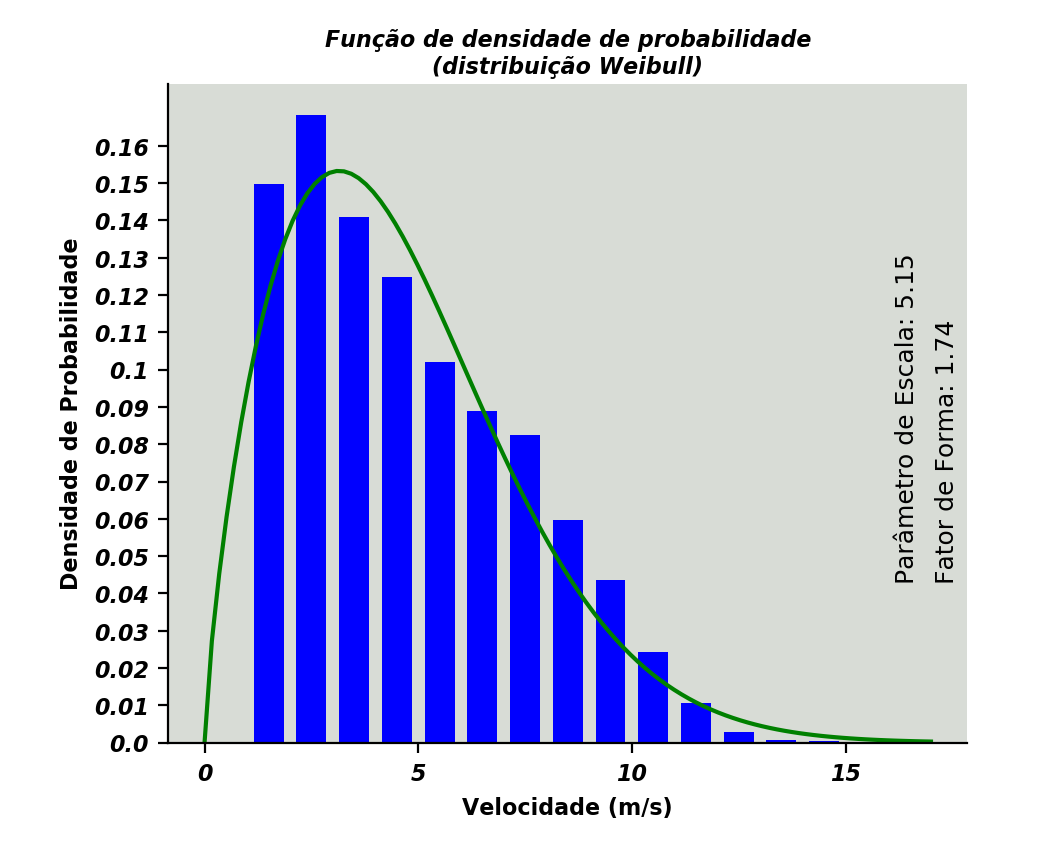 Função de densidade de probabilidade
(distribuição Weibull)
Densidade de Probabilidade
0.16
0.15
0.14
0.13
0.12
0.11
0.1
0.09
0.08
0.07
0.06
0.05
0.04
0.03
0.02
0.01
0.0
Parâmetro de Escala: 5.15
Fator de Forma: 1.74
0 5 10 15
Velocidade (m/s)